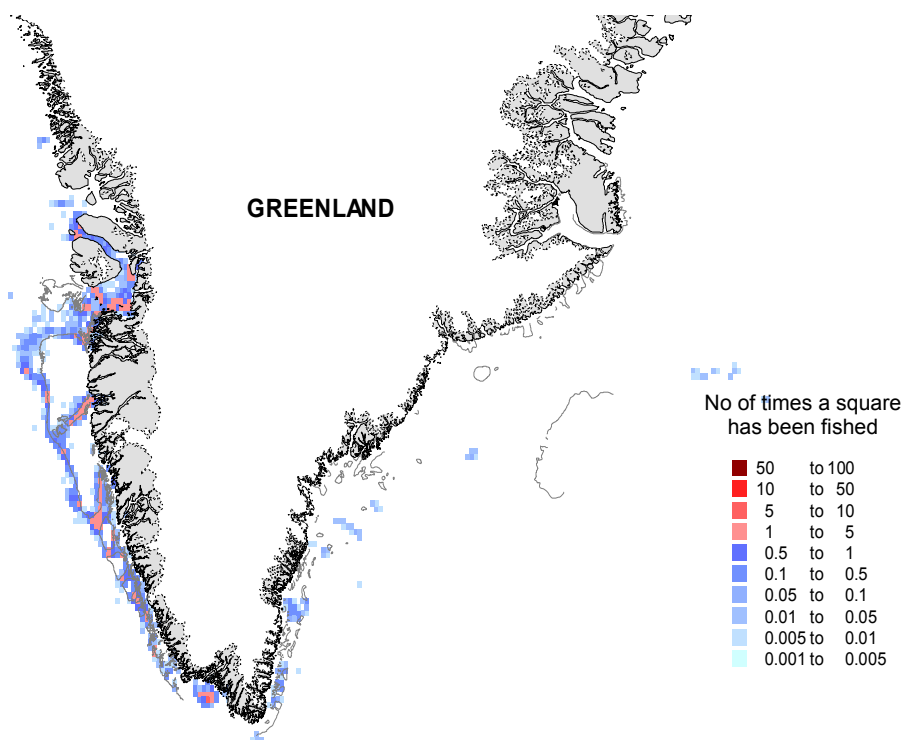 GREENLAND
No of times a square
has been fished
50 to 100
10 to 50
5 to 10
1 to 5
0.5 to 1
0.1 to 0.5
0.05 to 0.1
0.01 to 0.05
0.005 to 0.01
0.001 to 0.005